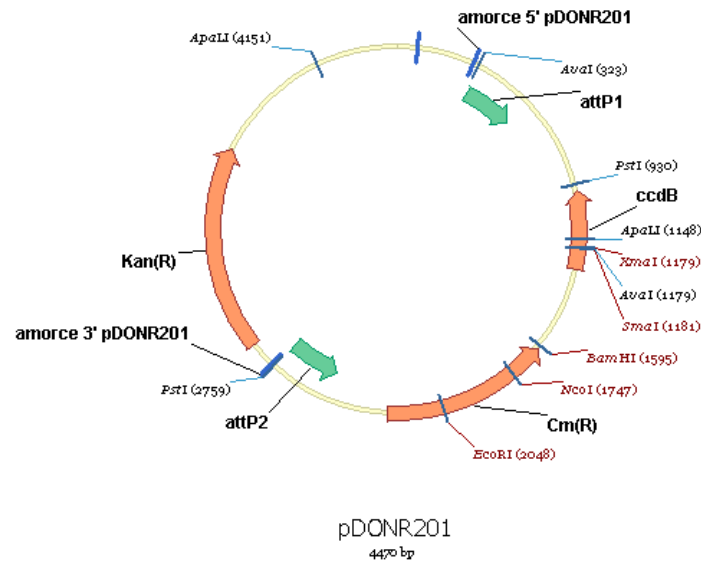 amorce 5' pDONR201
ApaLI (4151)
AvaI (323)
attP1
PstI (930)
ccdB
ApaLI (1148)
XmaI (1179)
AvaI (1179)
SmaI (1181)
BamHI (1595)
NcoI (1747)
Cm(R)
EcoRI (2048)
attP2
PstI (2759)
amorce 3' pDONR201
Kan(R)
pDONR201
4470 bp